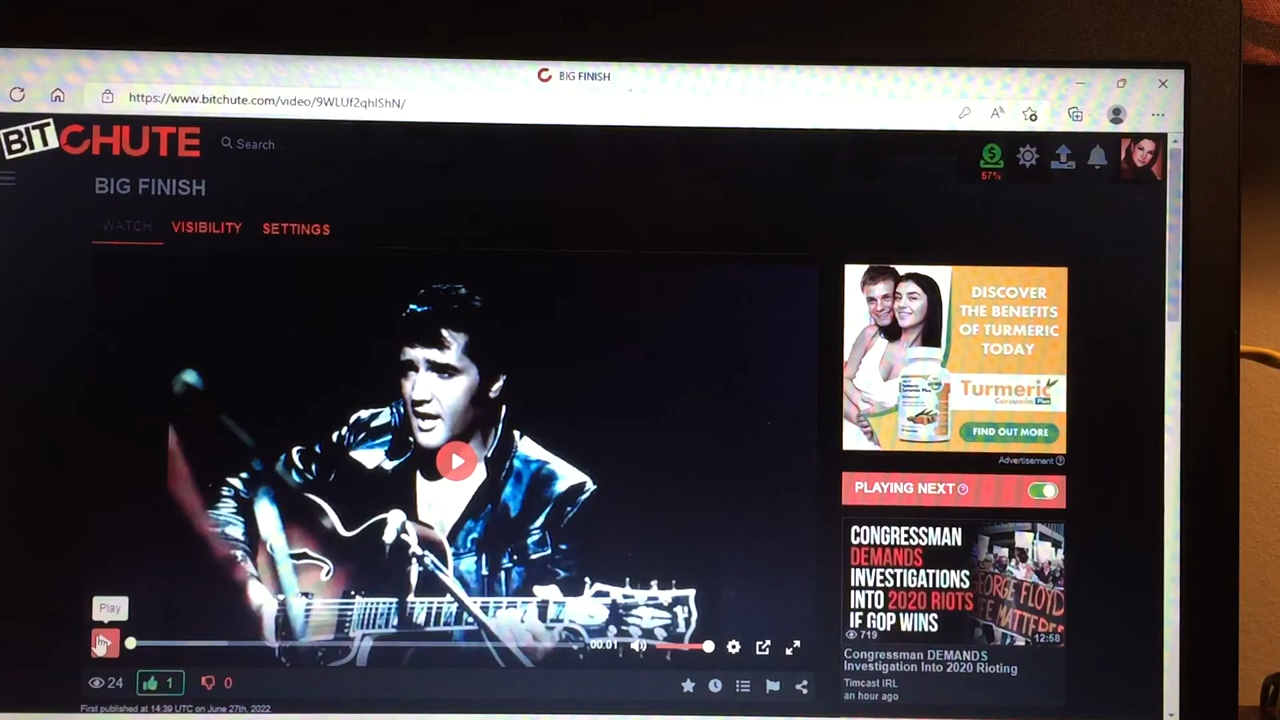 BIG FINISH
https://www.bitchute.com/video/9WLUf2qhIShN/
BITCHUTE
Search...
57%
BIG FINISH
WATCH VISIBILITY SETTINGS
DISCOVER
THE BENEFITS
OF TURMERIC
TODAY
Turmeric
Curcumin Plus
FIND OUT MORE
Advertisement
PLAYING NEXT
CONGRESSMAN
DEMANDS
INVESTIGATIONS
INTO 2020 RIOTS
IF GOP WINS
719
12:58
Congressman DEMANDS
Investigation Into 2020 Rioting
Timcast IRL
an hour ago
Play
00:01
24 1 0
First published at 14:39 UTC on June 27th, 2022.